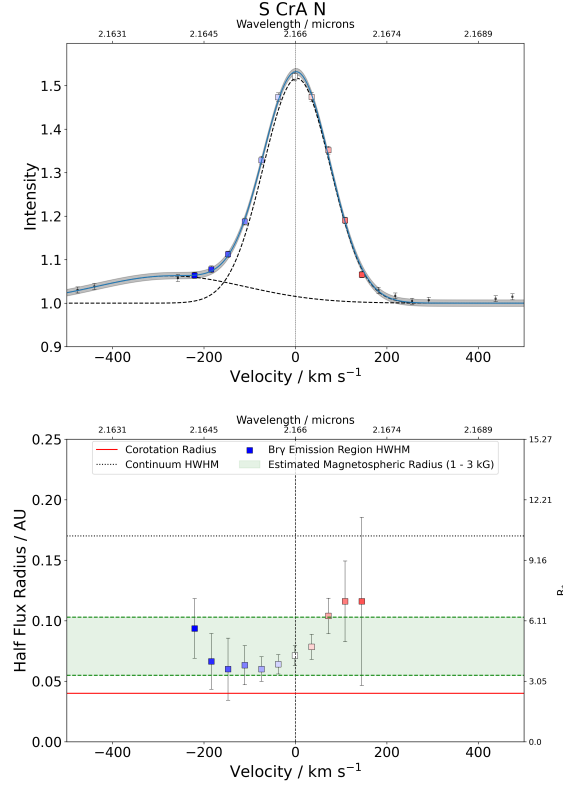 S CrA N
Wavelength / microns
2.1631 2.1645 2.166 2.1674 2.1689
Intensity
1.5
1.4
1.3
1.2
1.1
1.0
0.9
−400 −200 0 200 400
Velocity / km s⁻¹
Wavelength / microns
2.1631 2.1645 2.166 2.1674 2.1689
Half Flux Radius / AU
0.25 15.27
Corotation Radius Brγ Emission Region HWHM
Continuum HWHM Estimated Magnetospheric Radius (1 - 3 kG)
0.20 12.21
0.15 9.16
0.10 6.11
0.05 3.05
0.00 0.0
−400 −200 0 200 400
Velocity / km s⁻¹